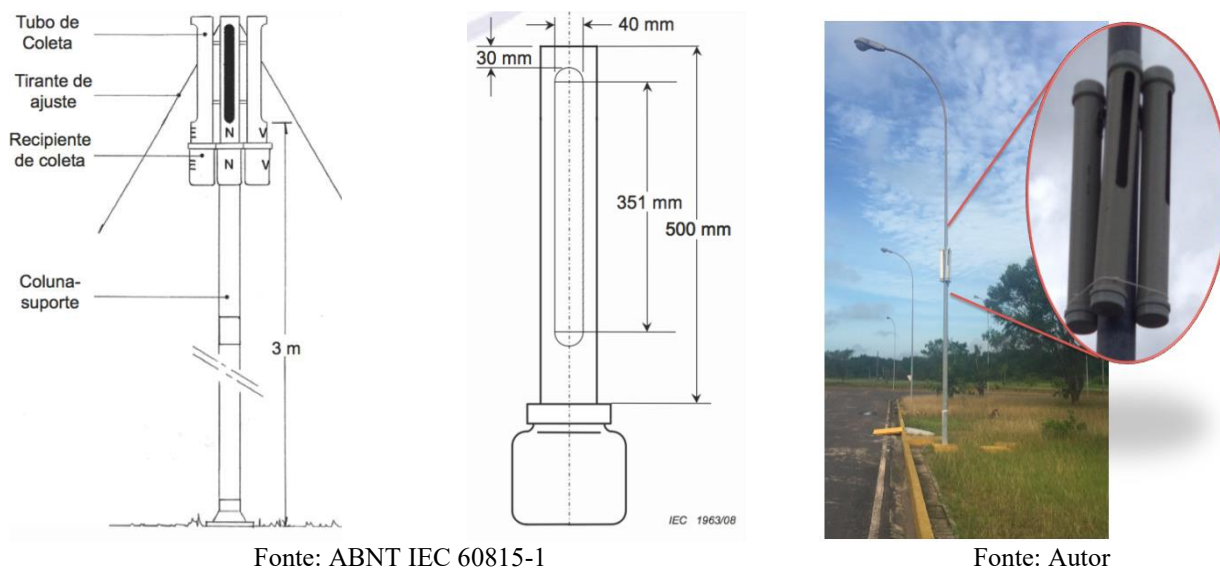 Tubo de
Coleta
Tirante de
ajuste
Recipiente
de coleta
Coluna-
suporte
E N V
E N V
3 m
40 mm
30 mm
351 mm
500 mm
IEC 1963/08
Fonte: ABNT IEC 60815-1
Fonte: Autor